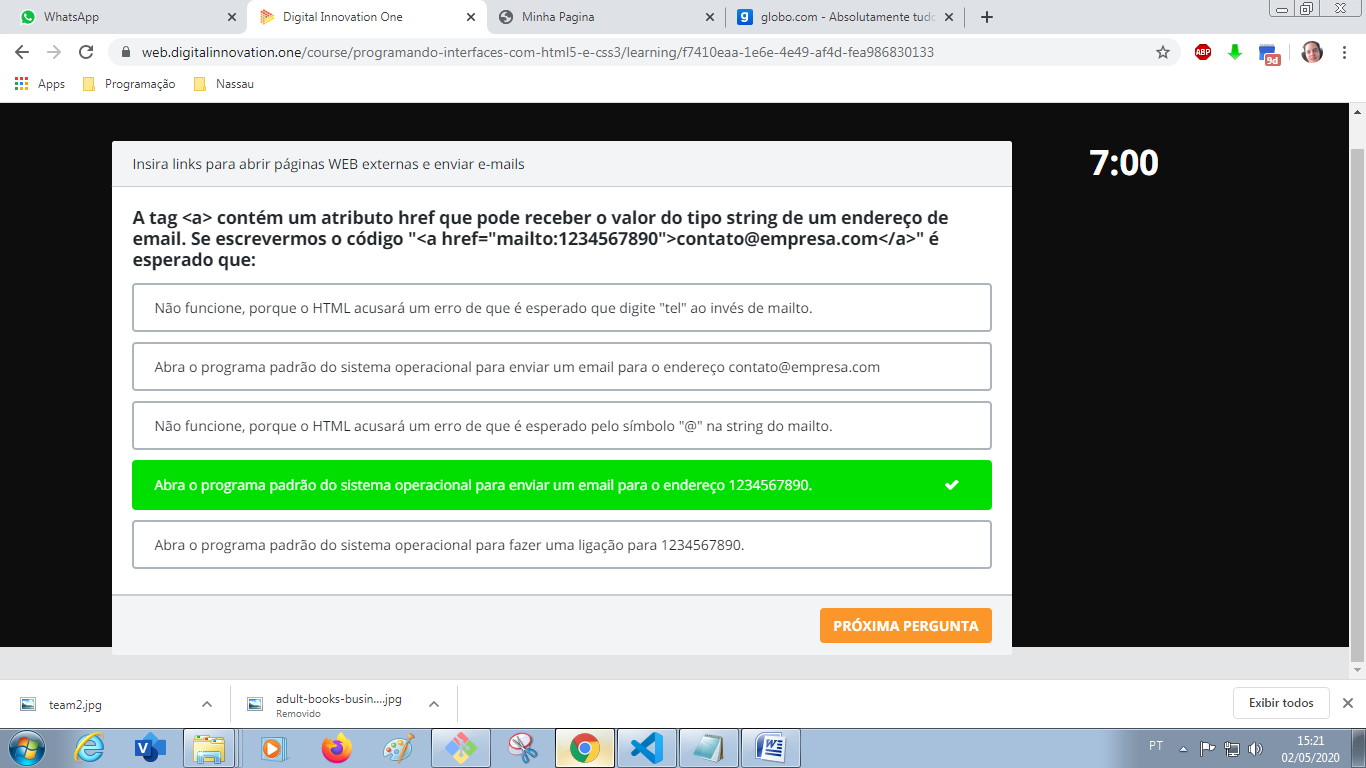 WhatsApp
Digital Innovation One
Minha Pagina
globo.com - Absolutamente tudo
web.digitalinnovation.one/course/programando-interfaces-com-html5-e-css3/learning/f7410eaa-1e6e-4e49-af4d-fea986830133
ABP
9d
Apps
Programação
Nassau
Insira links para abrir páginas WEB externas e enviar e-mails
7:00
A tag <a> contém um atributo href que pode receber o valor do tipo string de um endereço de
email. Se escrevermos o código "<a href="mailto:1234567890">contato@empresa.com</a>" é
esperado que:
Não funcione, porque o HTML acusará um erro de que é esperado que digite "tel" ao invés de mailto.
Abra o programa padrão do sistema operacional para enviar um email para o endereço contato@empresa.com
Não funcione, porque o HTML acusará um erro de que é esperado pelo símbolo "@" na string do mailto.
Abra o programa padrão do sistema operacional para enviar um email para o endereço 1234567890.
Abra o programa padrão do sistema operacional para fazer uma ligação para 1234567890.
PRÓXIMA PERGUNTA
team2.jpg
adult-books-busin....jpg
Removido
Exibir todos
PT
15:21
02/05/2020